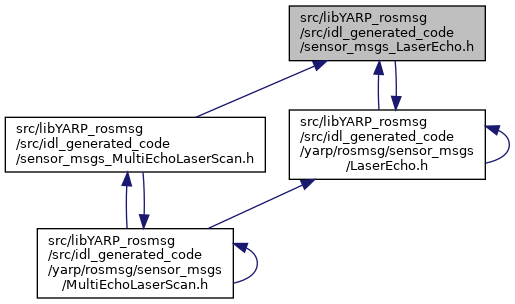 src/libYARP_rosmsg
/src/idl_generated_code
/sensor_msgs_LaserEcho.h
src/libYARP_rosmsg
/src/idl_generated_code
/sensor_msgs_MultiEchoLaserScan.h
src/libYARP_rosmsg
/src/idl_generated_code
/yarp/rosmsg/sensor_msgs
/LaserEcho.h
src/libYARP_rosmsg
/src/idl_generated_code
/yarp/rosmsg/sensor_msgs
/MultiEchoLaserScan.h